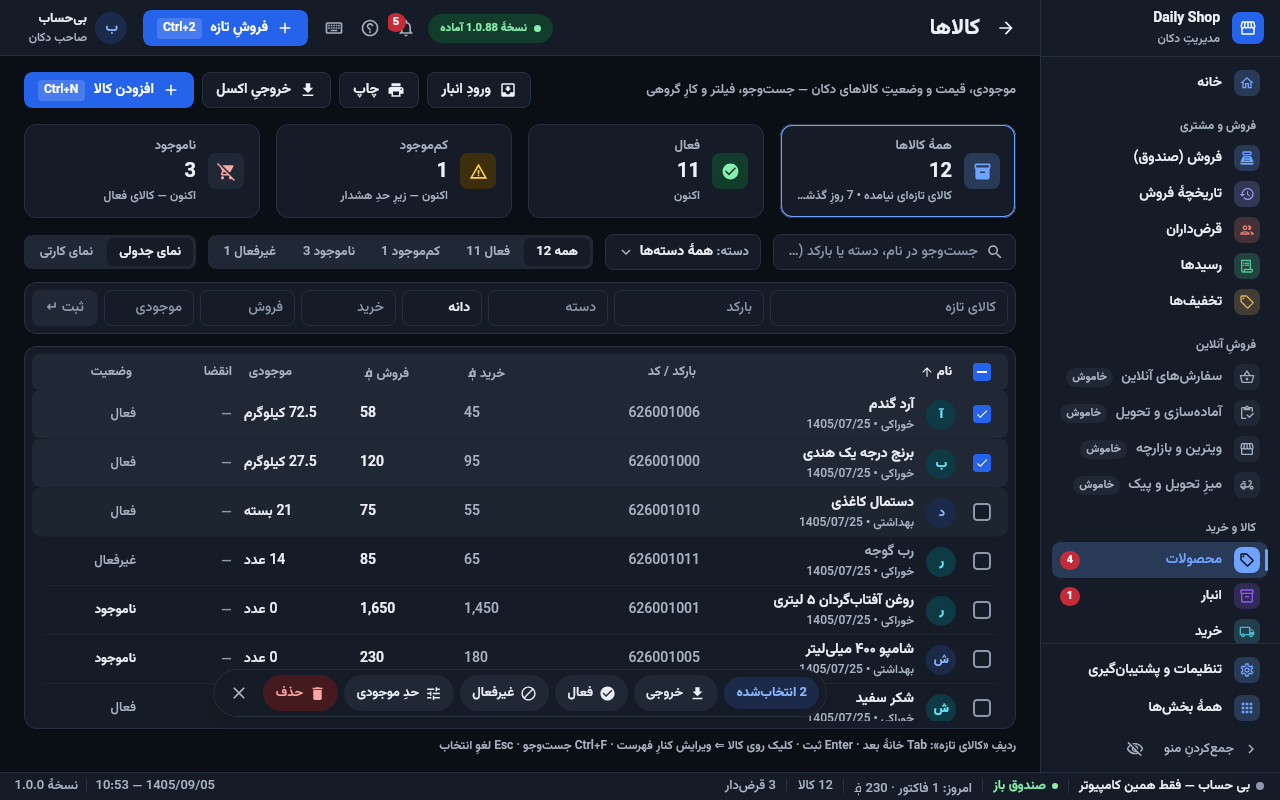 Daily Shop
مدیریتِ دکان
کالاها
نسخهٔ 1.0.88 آماده
5
فروشِ تازه Ctrl+2
بی‌حساب
صاحب دکان
ب
خانه
فروش و مشتری
فروش (صندوق)
تاریخچهٔ فروش
قرض‌داران
رسیدها
تخفیف‌ها
فروشِ آنلاین
سفارش‌های آنلاین خاموش
آماده‌سازی و تحویل خاموش
ویترین و بازارچه خاموش
میزِ تحویل و پیک خاموش
کالا و خرید
محصولات 4
انبار 1
خرید
تنظیمات و پشتیبان‌گیری
همهٔ بخش‌ها
جمع‌کردنِ منو
موجودی، قیمت و وضعیتِ کالاهای دکان — جست‌وجو، فیلتر و کارِ گروهی
ورودِ انبار
چاپ
خروجیِ اکسل
افزودن کالا Ctrl+N
همهٔ کالاها
12
کالای تازه‌ای نیامده • 7 روزِ گذش...
فعال
11
اکنون
کم‌موجود
1
اکنون — زیرِ حدِ هشدار
ناموجود
3
اکنون — کالای فعال
جست‌وجو در نام، دسته یا بارکد (...
دسته: همهٔ دسته‌ها
همه 12 فعال 11 کم‌موجود 1 ناموجود 3 غیرفعال 1
نمای جدولی نمای کارتی
کالای تازه بارکد دسته دانه خرید فروش موجودی ثبت ↵
نام ↑ بارکد / کد خرید ؋ فروش ؋ موجودی انقضا وضعیت
آ آرد گندم 626001006 45 58 72.5 کیلوگرم — فعال
خوراکی • 1405/07/25
ب برنج درجه یک هندی 626001000 95 120 27.5 کیلوگرم — فعال
خوراکی • 1405/07/25
د دستمال کاغذی 626001010 55 75 21 بسته — فعال
بهداشتی • 1405/07/25
ر رب گوجه 626001011 65 85 14 عدد — غیرفعال
خوراکی • 1405/07/25
ر روغن آفتاب‌گردان ۵ لیتری 626001001 1,450 1,650 0 عدد — ناموجود
خوراکی • 1405/07/25
ش شامپو ۴۰۰ میلی‌لیتر 626001005 180 230 0 عدد — ناموجود
بهداشتی • 1405/07/25
ش شکر سفید فعال
خوراکی • 1405/07/25
2 انتخاب‌شده خروجی فعال غیرفعال حدِ موجودی حذف
ردیفِ «کالای تازه»: Tab خانهٔ بعد · Enter ثبت · کلیک روی کالا ⇐ ویرایش کنارِ فهرست · Ctrl+F جست‌وجو · Esc لغوِ انتخاب
بی حساب — فقط همین کامپیوتر صندوق باز امروز: 1 فاکتور · 230 ؋ 12 کالا 3 قرض‌دار
1405/09/05 — 10:53 نسخهٔ 1.0.0